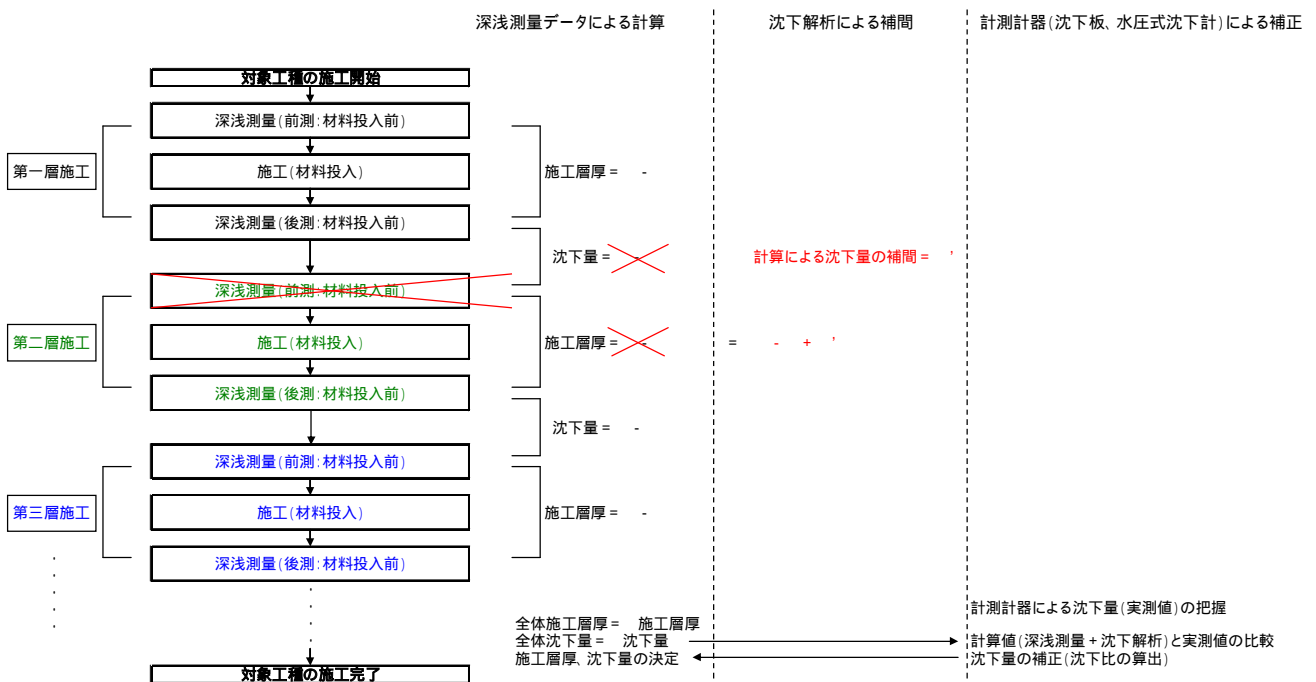 深浅測量データによる計算
沈下解析による補間
計測計器(沈下板、水圧式沈下計)による補正
対象工種の施工開始
深浅測量(前測:材料投入前)
第一層施工
施工(材料投入)
施工層厚 = -
深浅測量(後測:材料投入前)
沈下量 = -
計算による沈下量の補間 = ’
深浅測量(前測:材料投入前)
第二層施工
施工(材料投入)
施工層厚 = -
= - + ’
深浅測量(後測:材料投入前)
沈下量 = -
深浅測量(前測:材料投入前)
第三層施工
施工(材料投入)
施工層厚 = -
深浅測量(後測:材料投入前)
計測計器による沈下量(実測値)の把握
全体施工層厚 = 施工層厚
全体沈下量 = 沈下量
計算値(深浅測量+沈下解析)と実測値の比較
施工層厚、沈下量の決定
沈下量の補正(沈下比の算出)
対象工種の施工完了